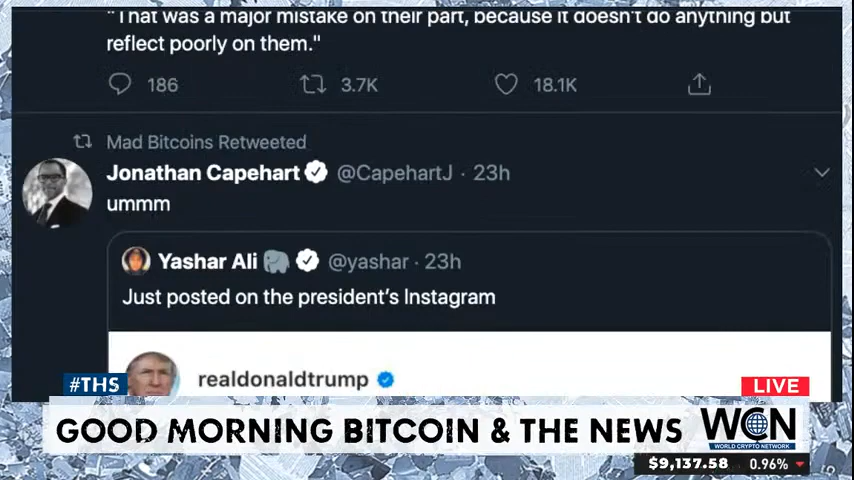 "That was a major mistake on their part, because it doesn't do anything but
reflect poorly on them."
186 3.7K 18.1K
Mad Bitcoins Retweeted
Jonathan Capehart @CapehartJ · 23h
ummm
Yashar Ali 🐘 @yashar · 23h
Just posted on the president's Instagram
realdonaldtrump
#THS
LIVE
GOOD MORNING BITCOIN & THE NEWS
WCN
WORLD CRYPTO NETWORK
$9,137.58 0.96%